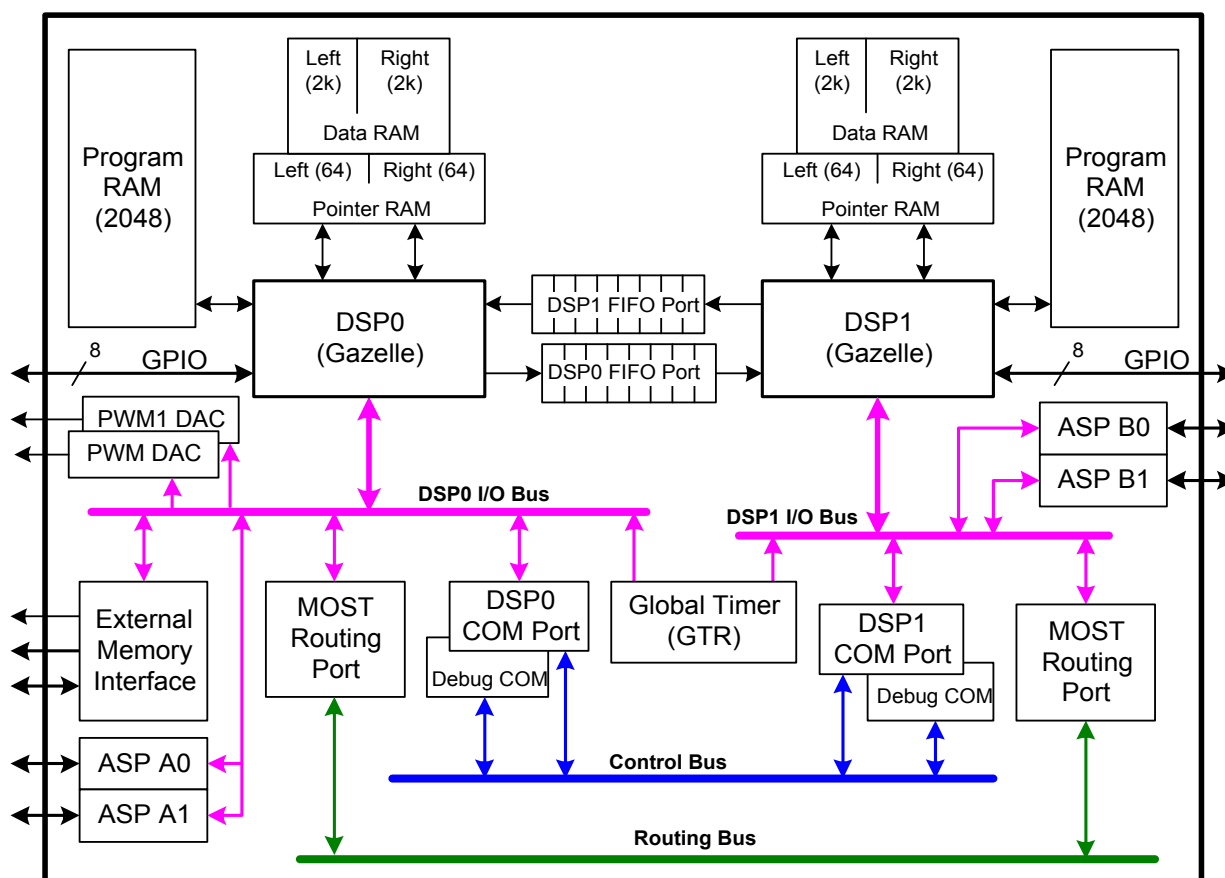 Left
(2k)
Right
(2k)
Data RAM
Left (64)
Right (64)
Pointer RAM
Program
RAM
(2048)
DSP0
(Gazelle)
8
GPIO
DSP1 FIFO Port
DSP0 FIFO Port
Left
(2k)
Right
(2k)
Data RAM
Left (64)
Right (64)
Pointer RAM
Program
RAM
(2048)
DSP1
(Gazelle)
8
GPIO
PWM1 DAC
PWM DAC
ASP B0
ASP B1
DSP0 I/O Bus
DSP1 I/O Bus
External
Memory
Interface
MOST
Routing
Port
DSP0
COM Port
Debug COM
Global Timer
(GTR)
DSP1
COM Port
Debug COM
MOST
Routing
Port
ASP A0
ASP A1
Control Bus
Routing Bus